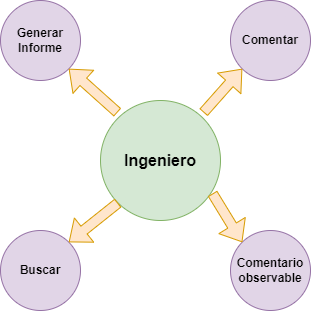 Generar
Informe
Comentar
Ingeniero
Buscar
Comentario
observable